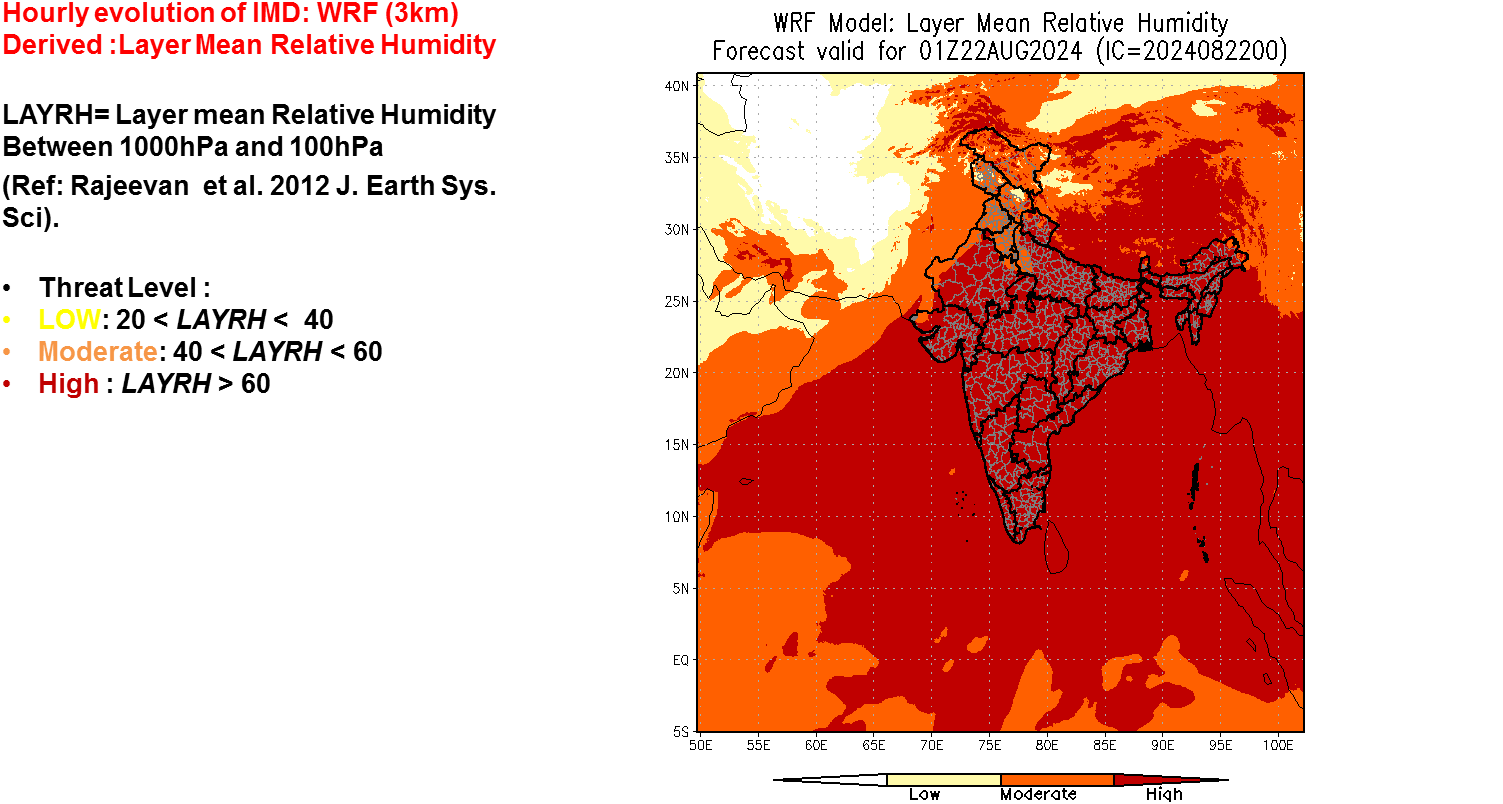 Hourly evolution of IMD: WRF (3km)
Derived :Layer Mean Relative Humidity
LAYRH= Layer mean Relative Humidity
Between 1000hPa and 100hPa
(Ref: Rajeevan et al. 2012 J. Earth Sys.
Sci).
• Threat Level :
• LOW: 20 < LAYRH < 40
• Moderate: 40 < LAYRH < 60
• High : LAYRH > 60
WRF Model: Layer Mean Relative Humidity
Forecast valid for 01Z22AUG2024 (IC=2024082200)
40N
35N
30N
25N
20N
15N
10N
5N
EQ
5S
50E 55E 60E 65E 70E 75E 80E 85E 90E 95E 100E
Low Moderate High